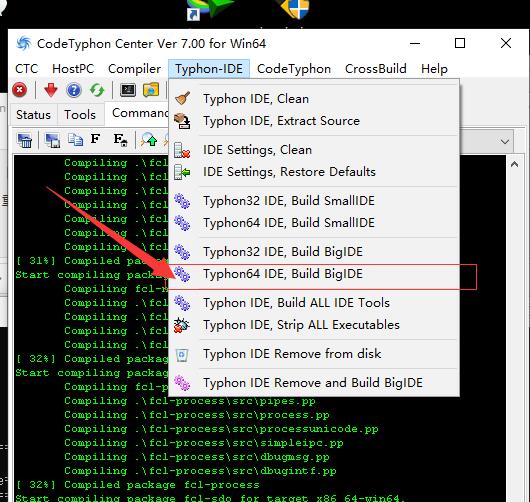 CodeTyphon Center Ver 7.00 for Win64
CTC HostPC Compiler Typhon-IDE CodeTyphon CrossBuild Help
Status Tools Comman
F F
Typhon IDE, Clean
Typhon IDE, Extract Source
IDE Settings, Clean
IDE Settings, Restore Defaults
Typhon32 IDE, Build SmallIDE
Typhon64 IDE, Build SmallIDE
Typhon32 IDE, Build BigIDE
Typhon64 IDE, Build BigIDE
Typhon IDE, Build ALL IDE Tools
Typhon IDE, Strip ALL Executables
Typhon IDE Remove from disk
Typhon IDE Remove and Build BigIDE
Compiling .\fcl
Compiling .\fcl
Compiling .\fcl
Compiling .\fcl
Compiling .\fcl
Compiling .\fcl
Compiling .\fcl
[ 31%] Compiled packa
Start compiling packag
Compiling fcl-n
Compiling .\fcl
Compiling .\fcl
Compiling .\fcl
Compiling .\fcl
[ 32%] Compiled package
Start compiling packag
Compiling fcl-p
Compiling .\fcl-process\src\pipes.pp
Compiling .\fcl-process\src\processunicode.pp
Compiling .\fcl-process\src\process.pp
Compiling .\fcl-process\src\simpleipc.pp
Compiling .\fcl-process\src\dbugmsg.pp
Compiling .\fcl-process\src\dbugintf.pp
[ 32%] Compiled package fcl-process
Start compiling package fcl-sdo for target x86_64-win64.